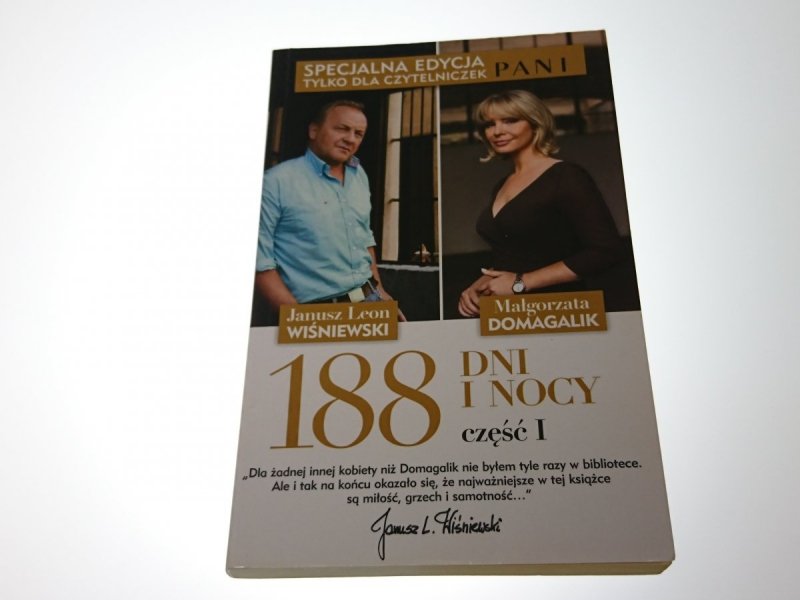 SPECJALNA EDYCJA
TYLKO DLA CZYTELNICZEK
PANI
Janusz Leon
WIŚNIEWSKI
Małgorzata
DOMAGALIK
188 DNI
I NOCY
część I
„Dla żadnej innej kobiety niż Domagalik nie byłem tyle razy w bibliotece.
Ale i tak na końcu okazało się, że najważniejsze w tej książce
są miłość, grzech i samotność…”
Janusz L. Wiśniewski